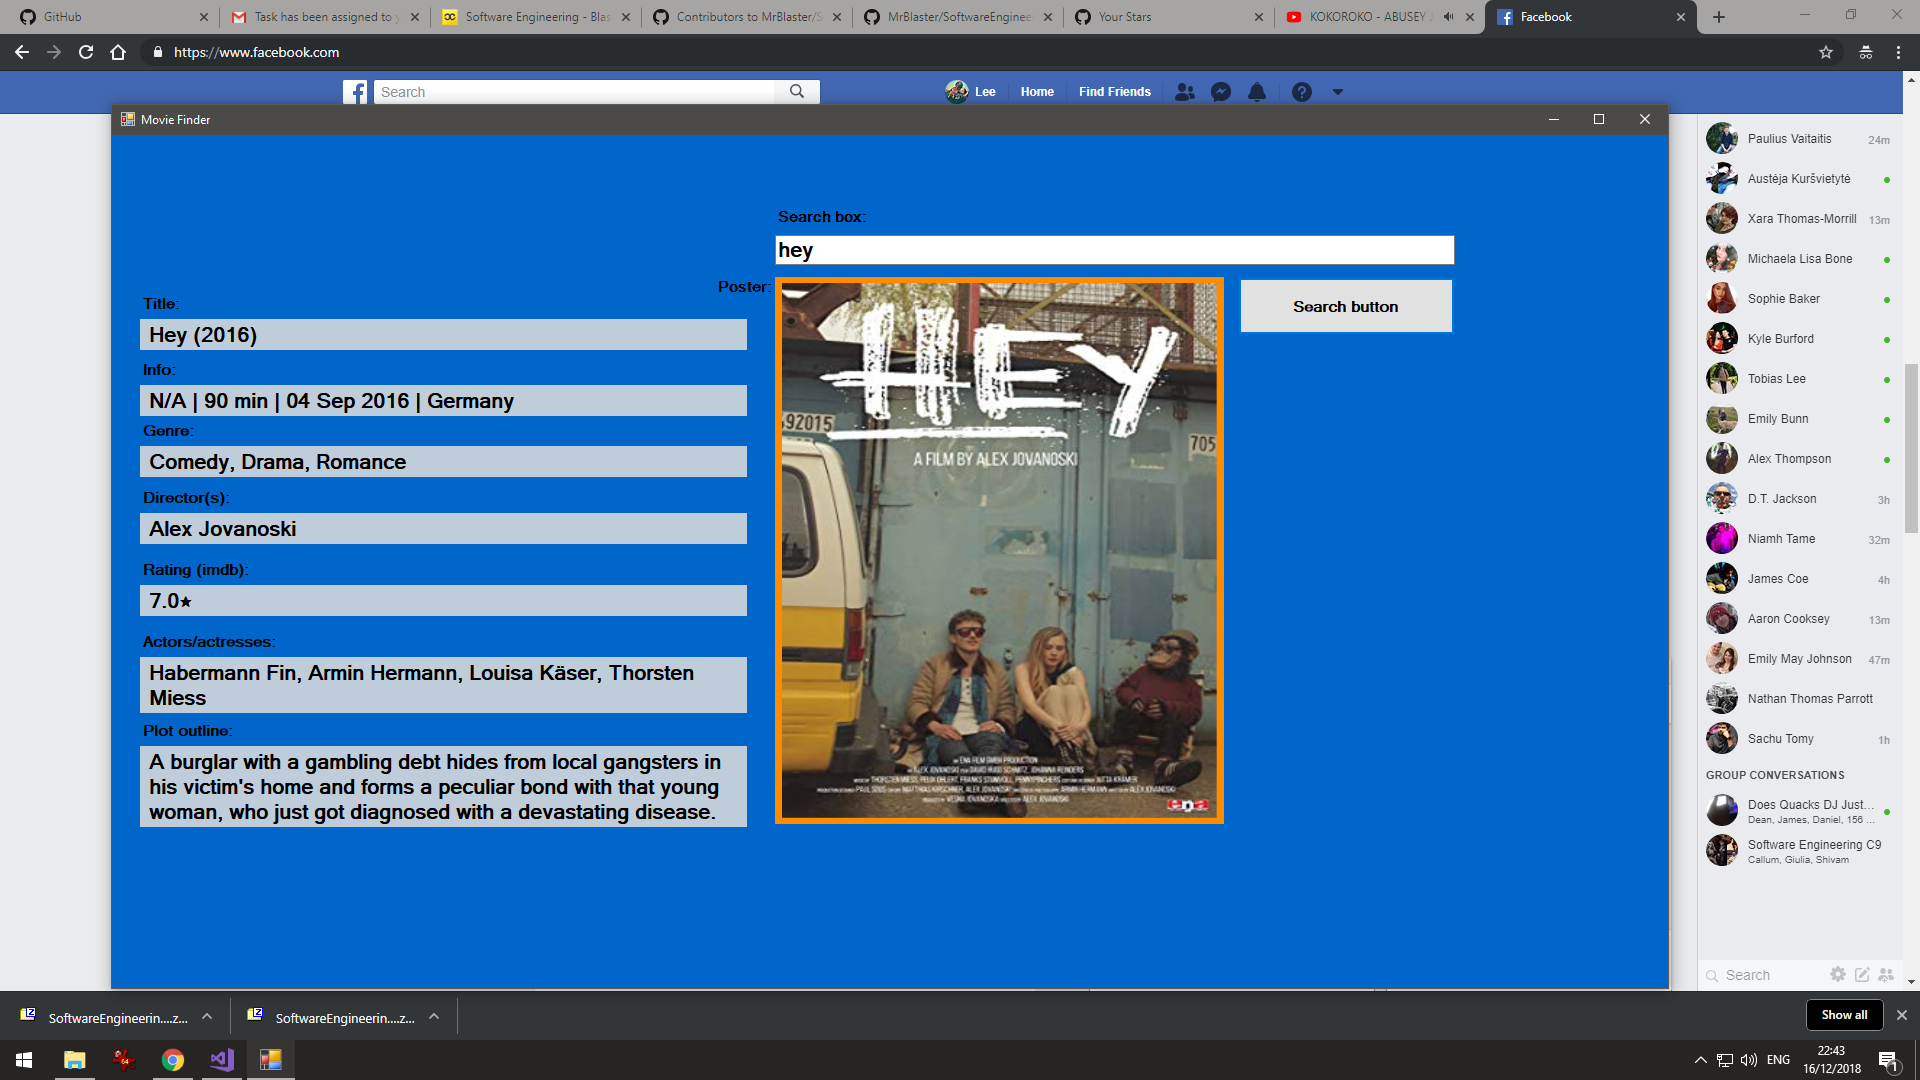 GitHub
Task has been assigned to y
Software Engineering - Blas
Contributors to MrBlaster/S
MrBlaster/SoftwareEnginee
Your Stars
KOKOROKO - ABUSEY J
Facebook
https://www.facebook.com
Search
Lee
Home
Find Friends
Movie Finder
Search box:
hey
Poster:
Search button
Title:
Hey (2016)
Info:
N/A | 90 min | 04 Sep 2016 | Germany
Genre:
Comedy, Drama, Romance
Director(s):
Alex Jovanoski
Rating (imdb):
7.0★
Actors/actresses:
Habermann Fin, Armin Hermann, Louisa Käser, Thorsten
Miess
Plot outline:
A burglar with a gambling debt hides from local gangsters in
his victim's home and forms a peculiar bond with that young
woman, who just got diagnosed with a devastating disease.
HEY
92015
705
A FILM BY ALEX JOVANOSKI
Paulius Vaitaitis 24m
Austėja Kuršvietytė
Xara Thomas-Morrill 13m
Michaela Lisa Bone
Sophie Baker
Kyle Burford
Tobias Lee
Emily Bunn
Alex Thompson
D.T. Jackson 3h
Niamh Tame 32m
James Coe 4h
Aaron Cooksey 13m
Emily May Johnson 47m
Nathan Thomas Parrott
Sachu Tomy 1h
GROUP CONVERSATIONS
Does Quacks DJ Just...
Dean, James, Daniel, 156 ...
Software Engineering C9
Callum, Giulia, Shivam
Search
SoftwareEngineerin....z...
SoftwareEngineerin....z...
Show all
64
ENG
22:43
16/12/2018
1